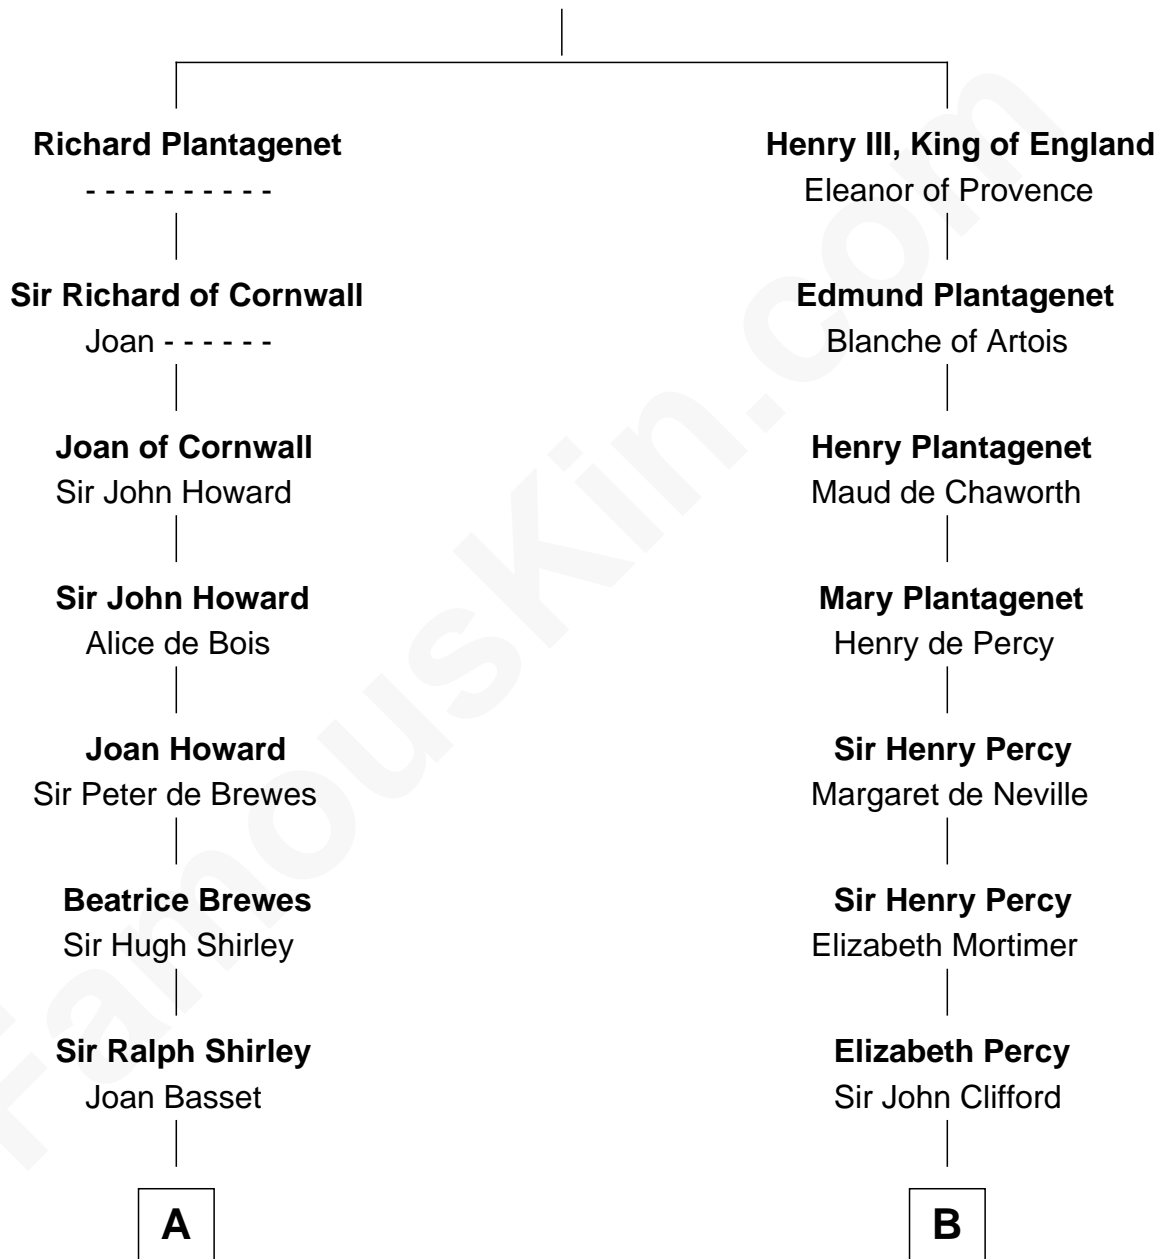 Richard Plantagenet
- - - - - - - - - -
Sir Richard of Cornwall
Joan - - - - - -
Joan of Cornwall
Sir John Howard
Sir John Howard
Alice de Bois
Joan Howard
Sir Peter de Brewes
Beatrice Brewes
Sir Hugh Shirley
Sir Ralph Shirley
Joan Basset
A
Henry III, King of England
Eleanor of Provence
Edmund Plantagenet
Blanche of Artois
Henry Plantagenet
Maud de Chaworth
Mary Plantagenet
Henry de Percy
Sir Henry Percy
Margaret de Neville
Sir Henry Percy
Elizabeth Mortimer
Elizabeth Percy
Sir John Clifford
B
FamousKin.com